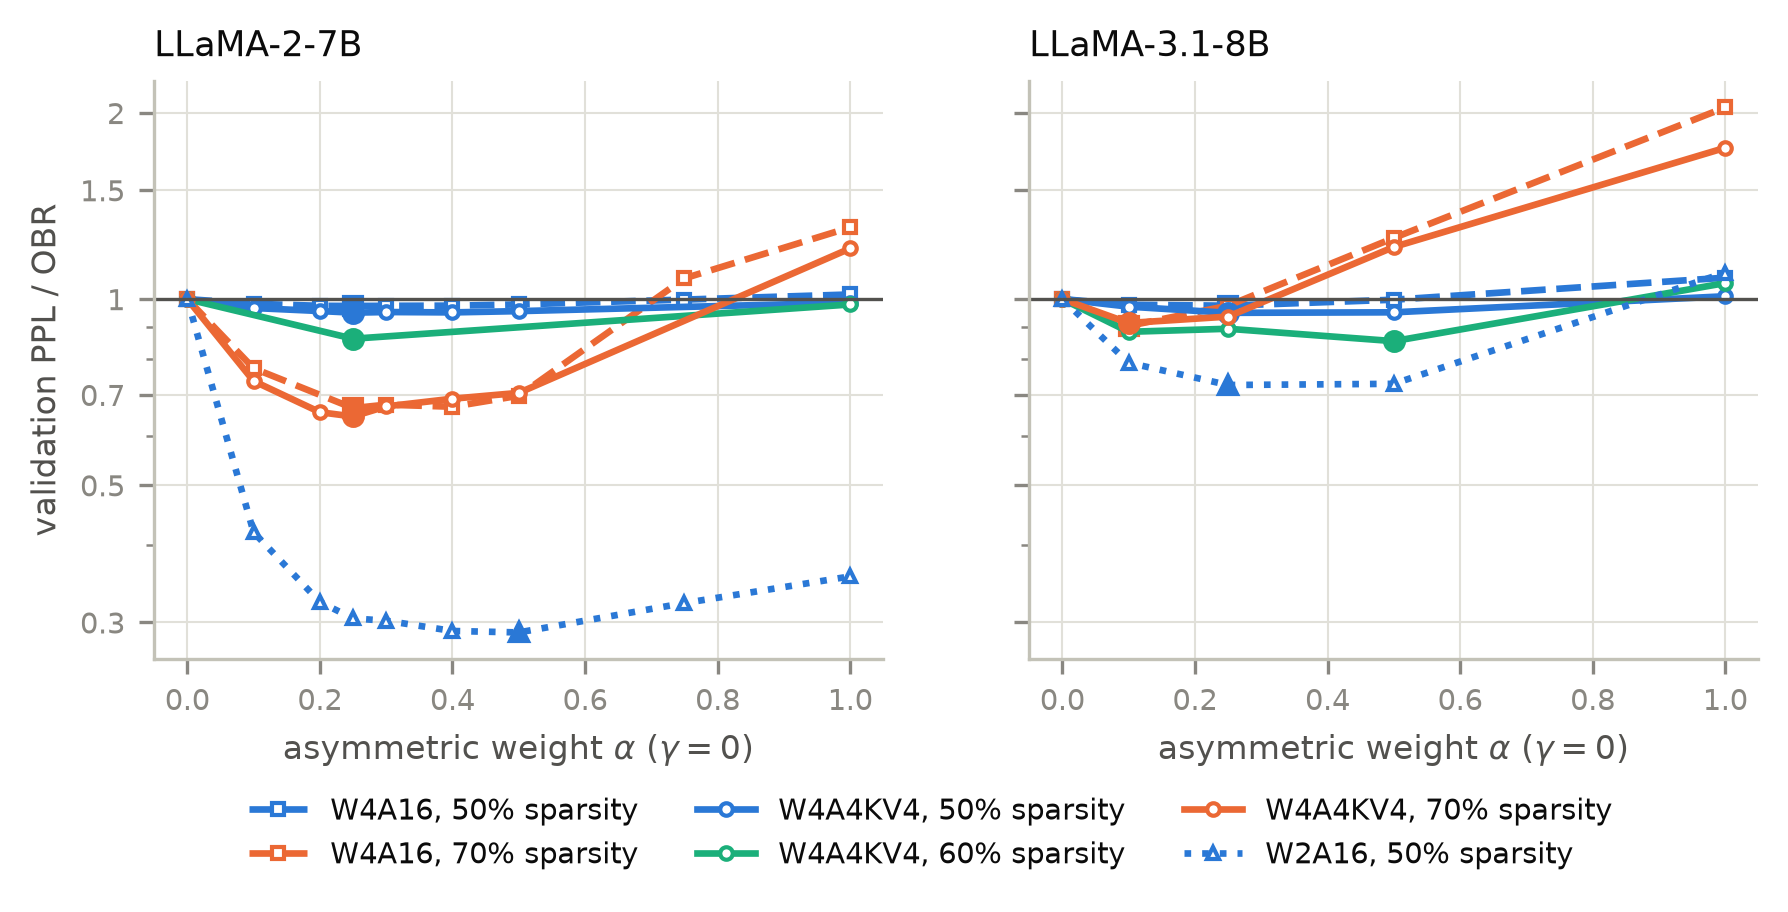 LLaMA-2-7B
LLaMA-3.1-8B
validation PPL / OBR
2
1.5
1
0.7
0.5
0.3
0.0 0.2 0.4 0.6 0.8 1.0
0.0 0.2 0.4 0.6 0.8 1.0
asymmetric weight α (γ = 0)
asymmetric weight α (γ = 0)
W4A16, 50% sparsity
W4A4KV4, 50% sparsity
W4A4KV4, 70% sparsity
W4A16, 70% sparsity
W4A4KV4, 60% sparsity
W2A16, 50% sparsity